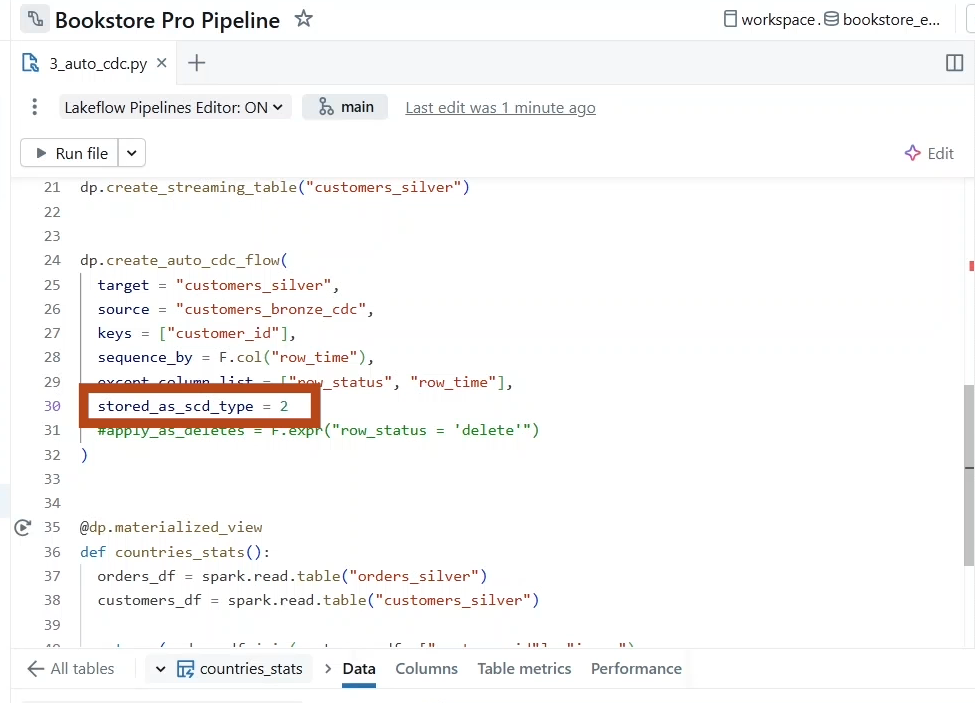 Bookstore Pro Pipeline
workspace. bookstore_e...
3_auto_cdc.py
Lakeflow Pipelines Editor: ON main Last edit was 1 minute ago
Run file Edit
21 dp.create_streaming_table("customers_silver")
22
23
24 dp.create_auto_cdc_flow(
25 target = "customers_silver",
26 source = "customers_bronze_cdc",
27 keys = ["customer_id"],
28 sequence_by = F.col("row_time"),
29 except_column_list = ["row_status", "row_time"],
30 stored_as_scd_type = 2
31 #apply_as_deletes = F.expr("row_status = 'delete'")
32 )
33
34
35 @dp.materialized_view
36 def countries_stats():
37 orders_df = spark.read.table("orders_silver")
38 customers_df = spark.read.table("customers_silver")
39
All tables countries_stats Data Columns Table metrics Performance